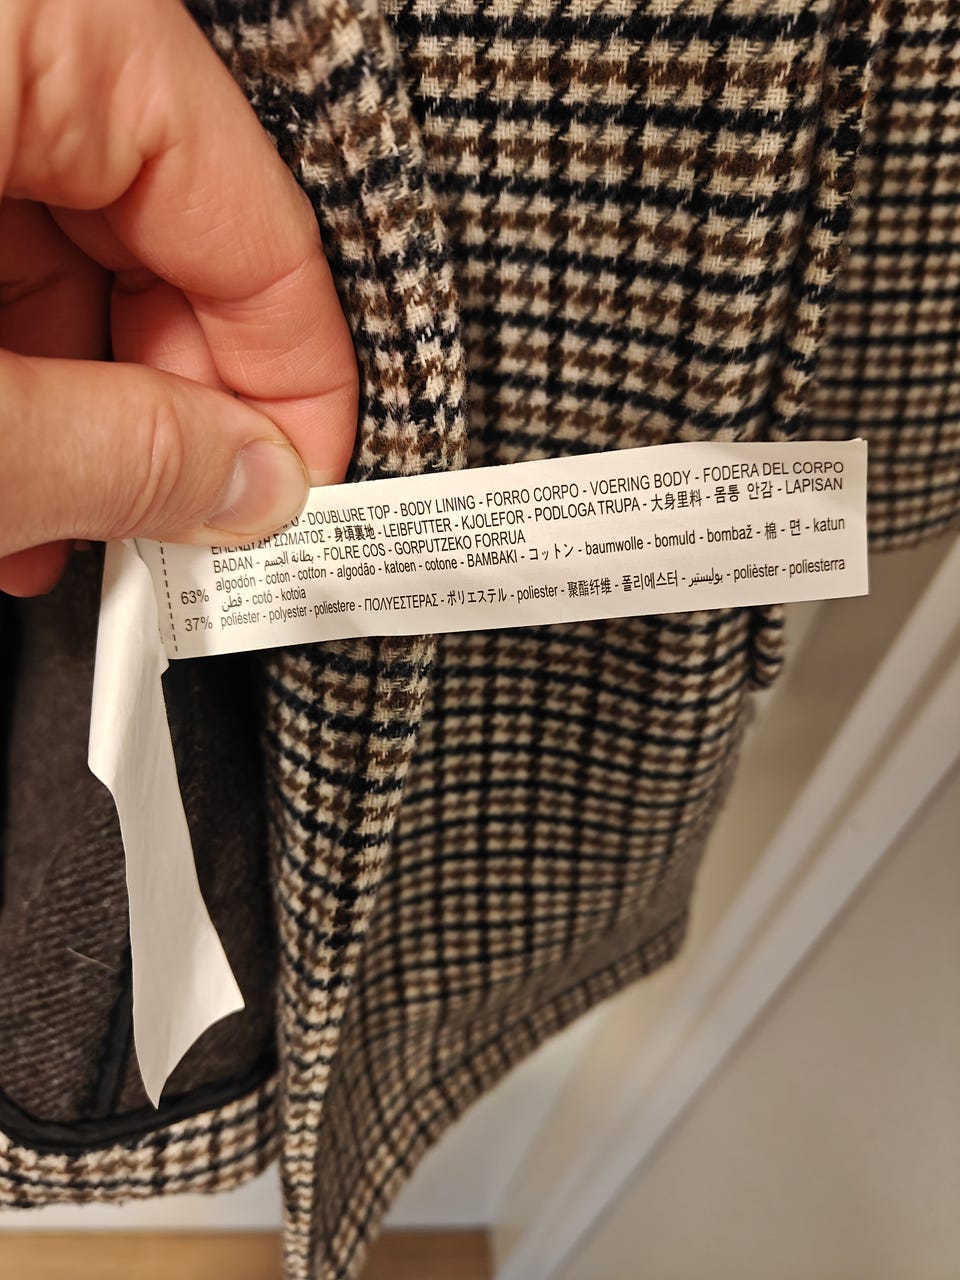 - DOUBLURE TOP - BODY LINING - FORRO CORPO - VOERING BODY - FODERA DEL CORPO
ΕΠΕΝΔΥΣΗ ΣΩΜΑΤΟΣ - 身頃裏地 - LEIBFUTTER - KJOLEFOR - PODLOGA TRUPA - 大身里料 - 몸통 안감 - LAPISAN
BADAN - بطانة الجسم - FOLRE COS - GORPUTZEKO FORRUA
63% algodón - coton - cotton - algodão - katoen - cotone - ΒΑΜΒΑΚΙ - コットン - baumwolle - bomuld - bombaž - 棉 - 면 - katun
قطن - cotó - kotoia
37% poliéster - polyester - poliestere - ΠΟΛΥΕΣΤΕΡΑΣ - ポリエステル - poliester - 聚酯纤维 - 폴리에스터 - بوليستير - polièster - poliesterra